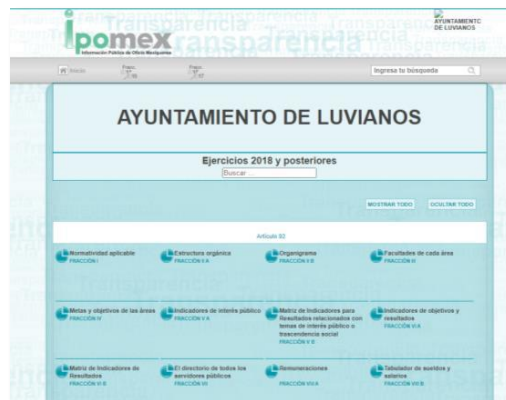 Transparencia
AYUNTAMIENTO
DE LUVIANOS
ipomex
Información Pública de Oficio Mexiquense
Inicio
Ingresa tu búsqueda
AYUNTAMIENTO DE LUVIANOS
Ejercicios 2018 y posteriores
Buscar ...
MOSTRAR TODO OCULTAR TODO
Artículo 92
Normatividad aplicable
FRACCIÓN I
Estructura orgánica
FRACCIÓN II A
Organigrama
FRACCIÓN II B
Facultades de cada área
FRACCIÓN III
Metas y objetivos de las áreas
FRACCIÓN IV
Indicadores de interés público
FRACCIÓN V A
Matriz de Indicadores para
Resultados relacionados con
temas de interés público o
trascendencia social
FRACCIÓN V B
Indicadores de objetivos y
resultados
FRACCIÓN VI A
Matriz de Indicadores de
Resultados
FRACCIÓN VI B
El directorio de todos los
servidores públicos
FRACCIÓN VII
Remuneraciones
FRACCIÓN VIII A
Tabulador de sueldos y
salarios
FRACCIÓN VIII B